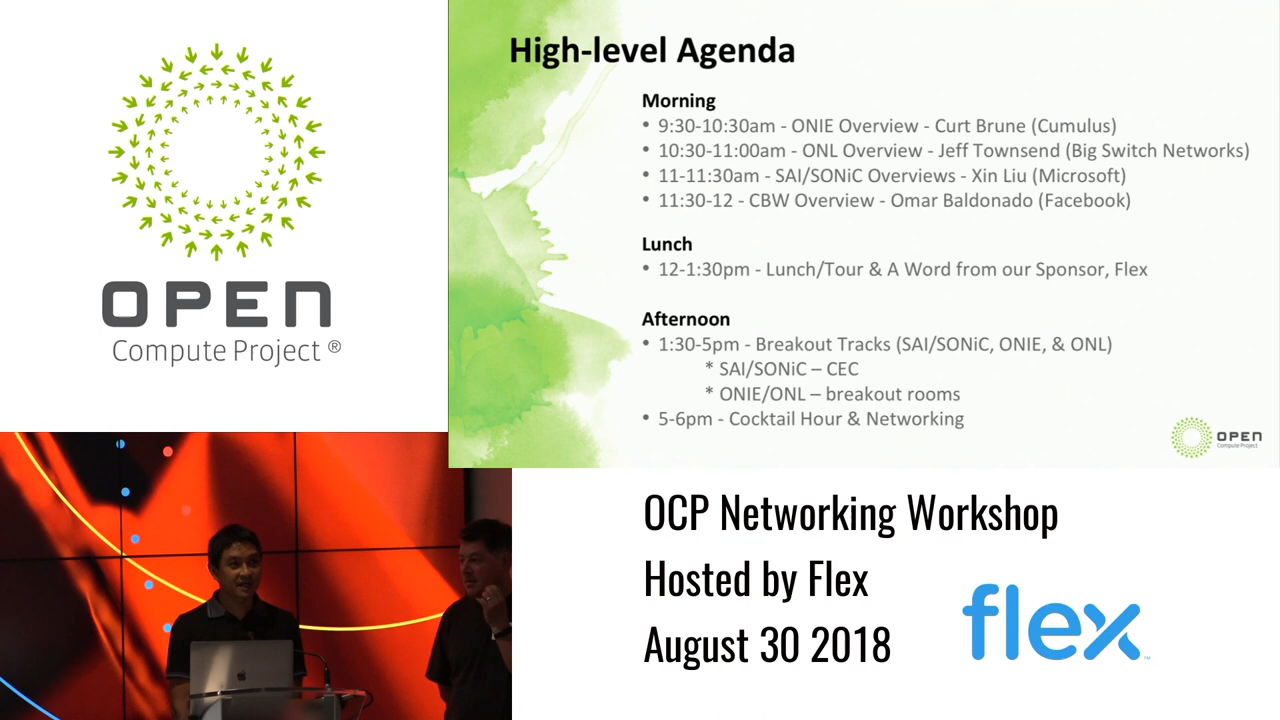 OPEN
Compute Project ®
High-level Agenda
Morning
• 9:30-10:30am - ONIE Overview - Curt Brune (Cumulus)
• 10:30-11:00am - ONL Overview - Jeff Townsend (Big Switch Networks)
• 11-11:30am - SAI/SONiC Overviews - Xin Liu (Microsoft)
• 11:30-12 - CBW Overview - Omar Baldonado (Facebook)
Lunch
• 12-1:30pm - Lunch/Tour & A Word from our Sponsor, Flex
Afternoon
• 1:30-5pm - Breakout Tracks (SAI/SONiC, ONIE, & ONL)
* SAI/SONiC – CEC
* ONIE/ONL – breakout rooms
• 5-6pm - Cocktail Hour & Networking
OPEN
Compute Project
OCP Networking Workshop
Hosted by Flex
August 30 2018
flex